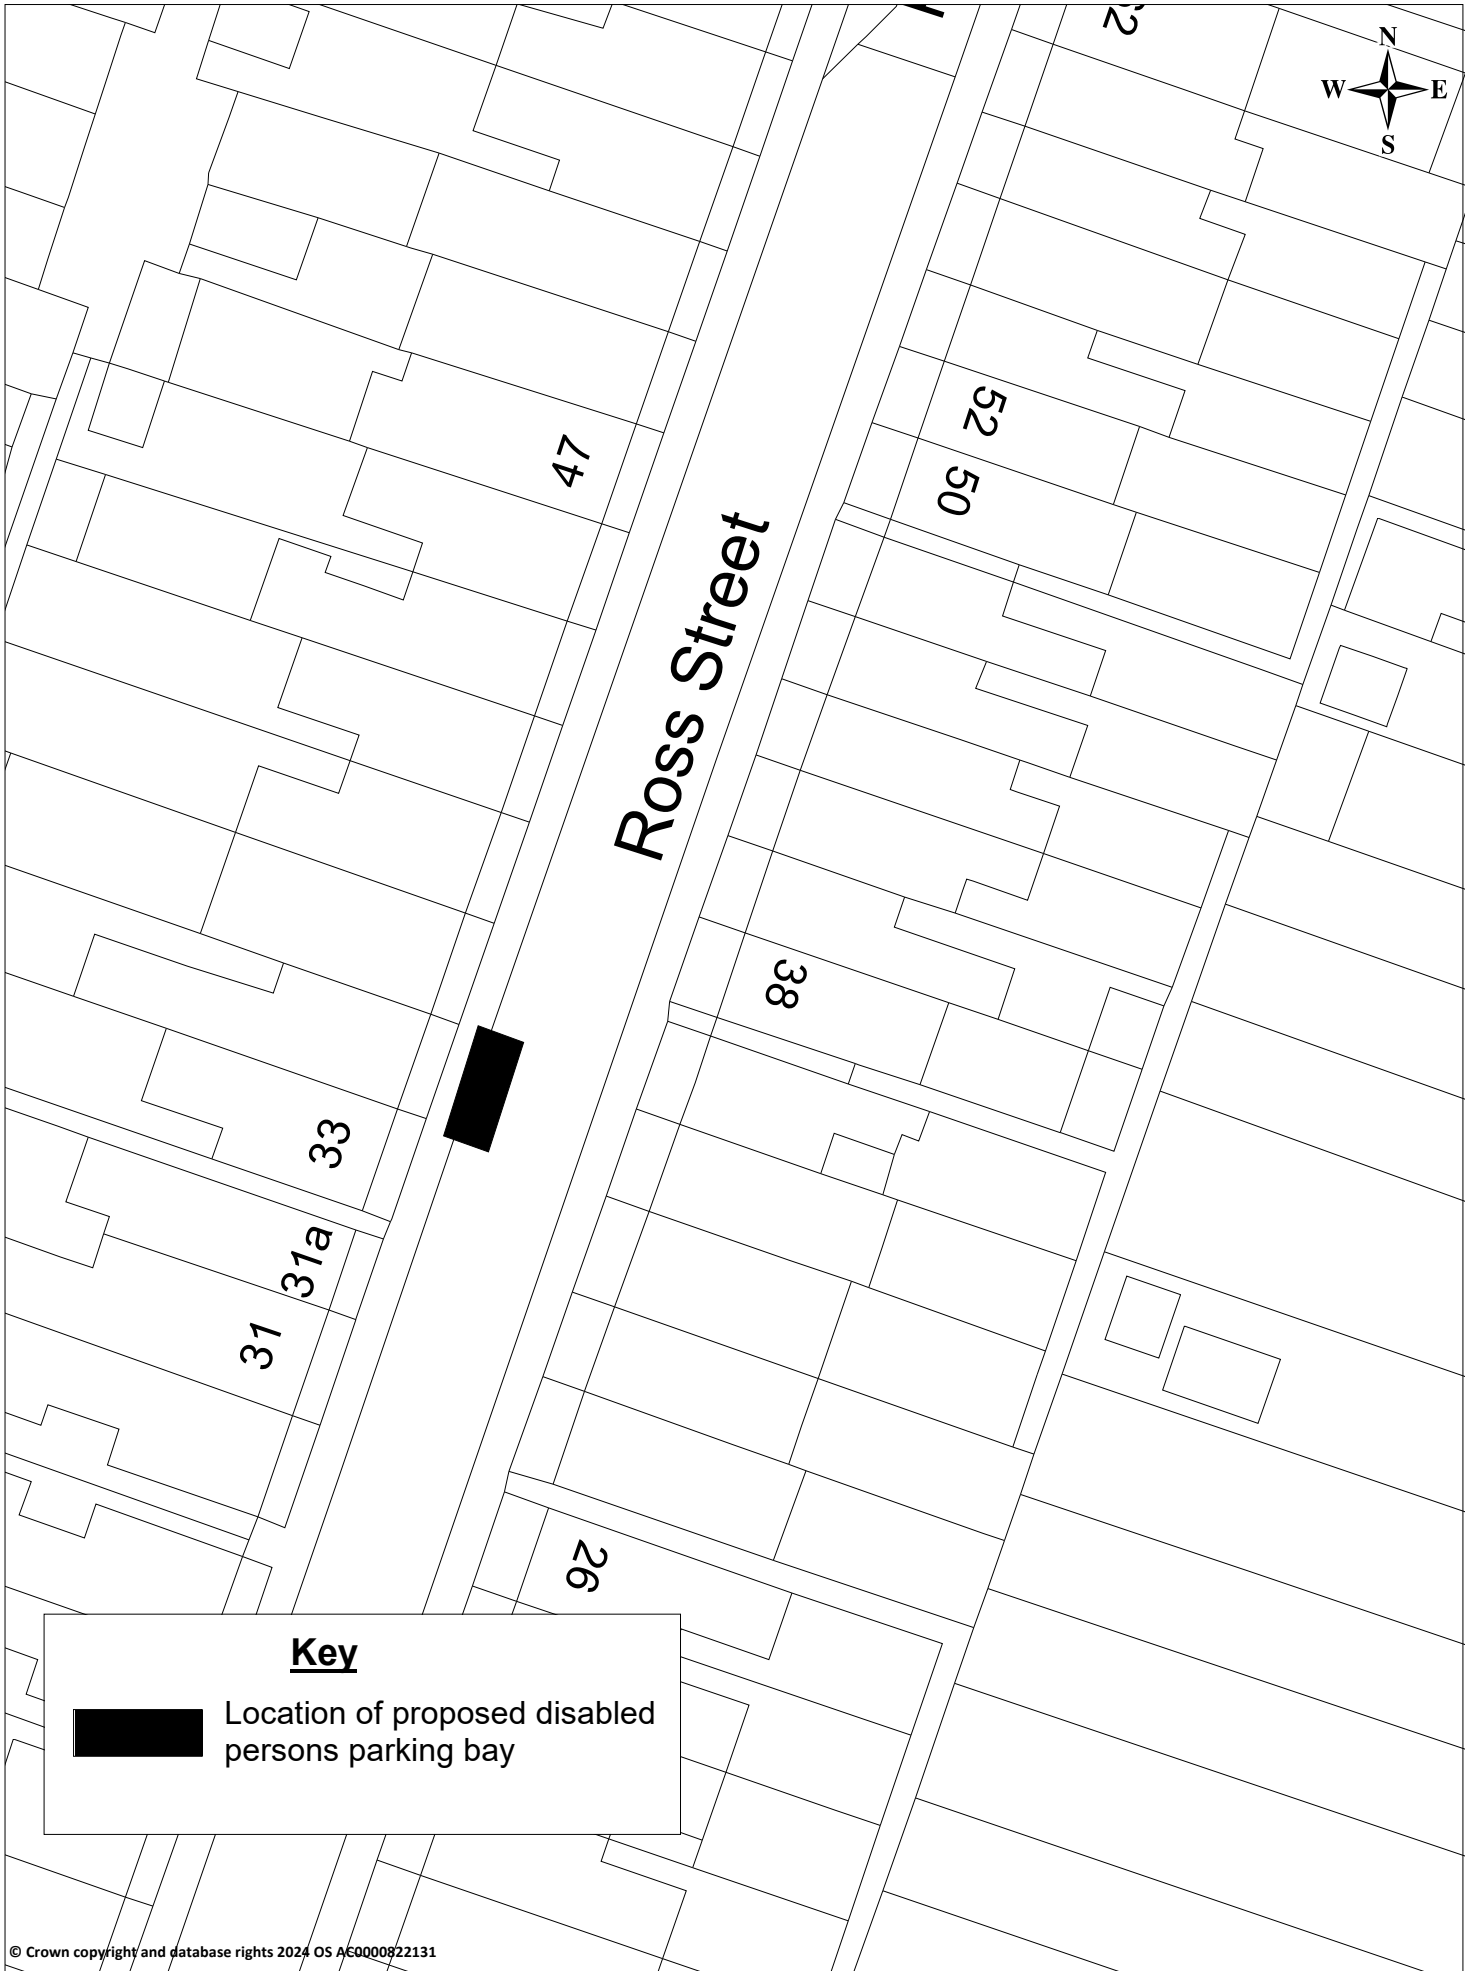 N
W E
S
52
47
50
Ross Street
38
33
31a
31
26
Key
Location of proposed disabled
persons parking bay
© Crown copyright and database rights 2024 OS AC0000822131